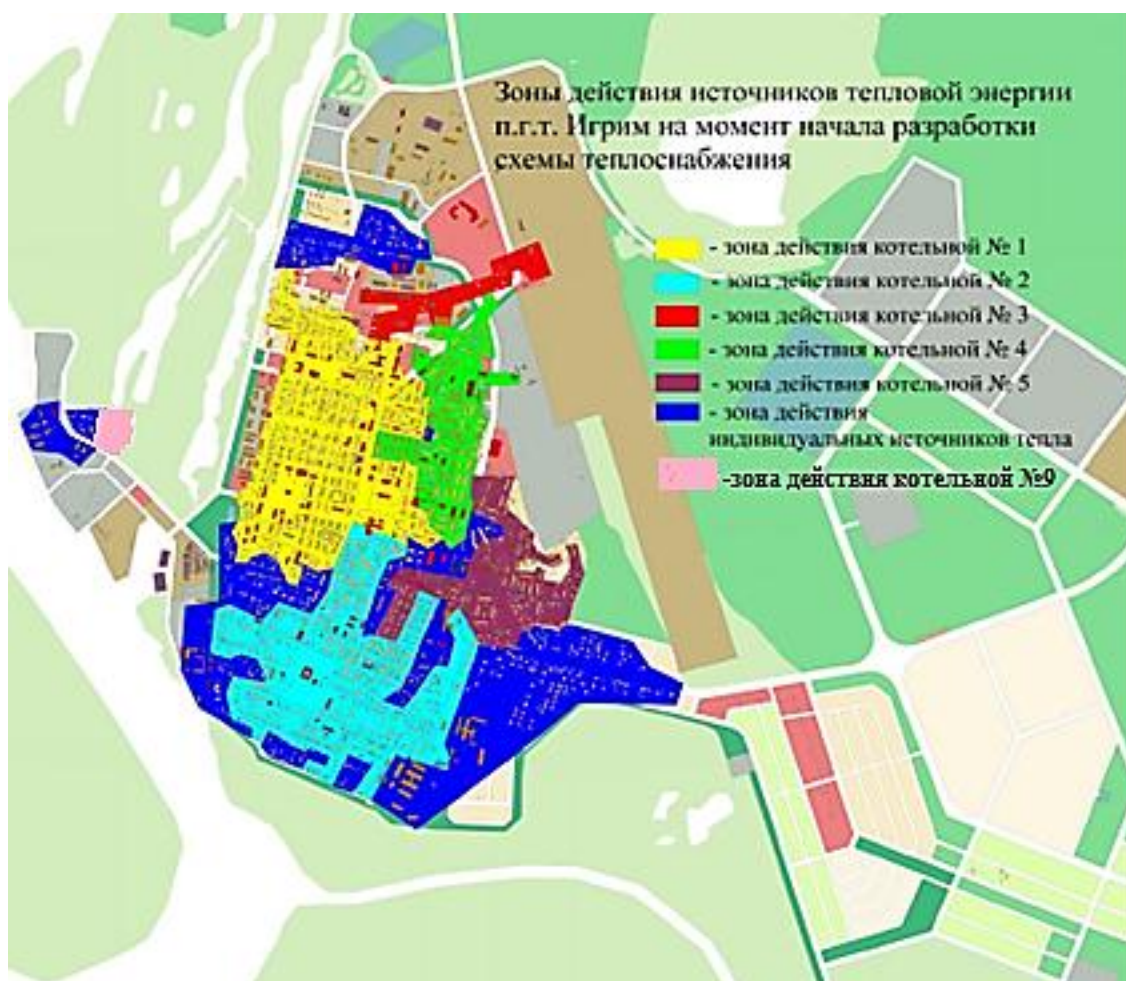 Зоны действия источников тепловой энергии
п.г.т. Игрим на момент начала разработки
схемы теплоснабжения
- зона действия котельной № 1
- зона действия котельной № 2
- зона действия котельной № 3
- зона действия котельной № 4
- зона действия котельной № 5
- зона действия
индивидуальных источников тепла
-зона действия котельной №9